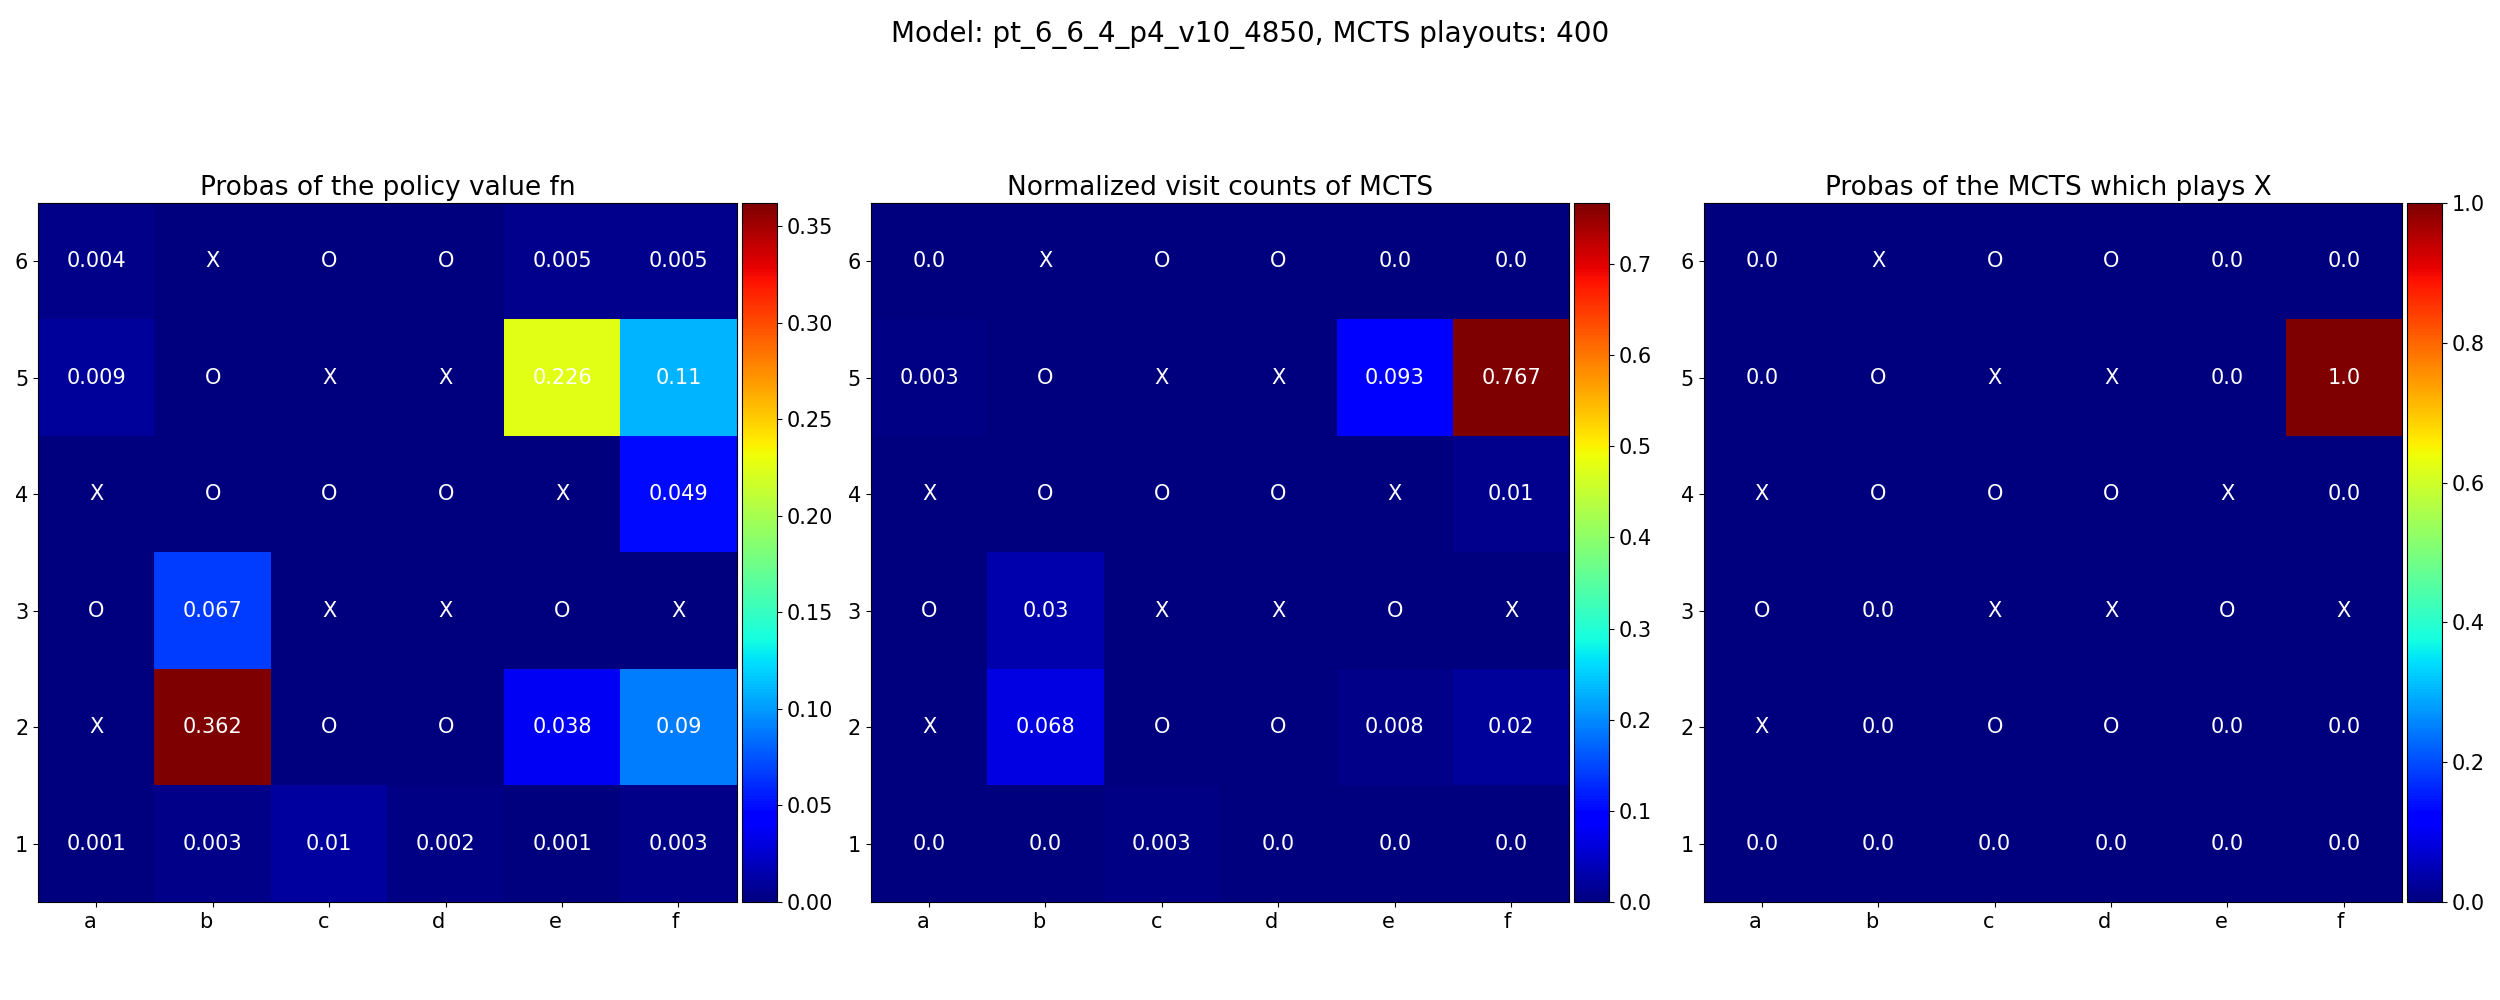 Model: pt_6_6_4_p4_v10_4850, MCTS playouts: 400
Probas of the policy value fn
6 0.004 X O O 0.005 0.005
5 0.009 O X X 0.226 0.11
4 X O O O X 0.049
3 O 0.067 X X O X
2 X 0.362 O O 0.038 0.09
1 0.001 0.003 0.01 0.002 0.001 0.003
a b c d e f
0.35
0.30
0.25
0.20
0.15
0.10
0.05
0.00
Normalized visit counts of MCTS
6 0.0 X O O 0.0 0.0
5 0.003 O X X 0.093 0.767
4 X O O O X 0.01
3 O 0.03 X X O X
2 X 0.068 O O 0.008 0.02
1 0.0 0.0 0.003 0.0 0.0 0.0
a b c d e f
0.7
0.6
0.5
0.4
0.3
0.2
0.1
0.0
Probas of the MCTS which plays X
6 0.0 X O O 0.0 0.0
5 0.0 O X X 0.0 1.0
4 X O O O X 0.0
3 O 0.0 X X O X
2 X 0.0 O O 0.0 0.0
1 0.0 0.0 0.0 0.0 0.0 0.0
a b c d e f
1.0
0.8
0.6
0.4
0.2
0.0